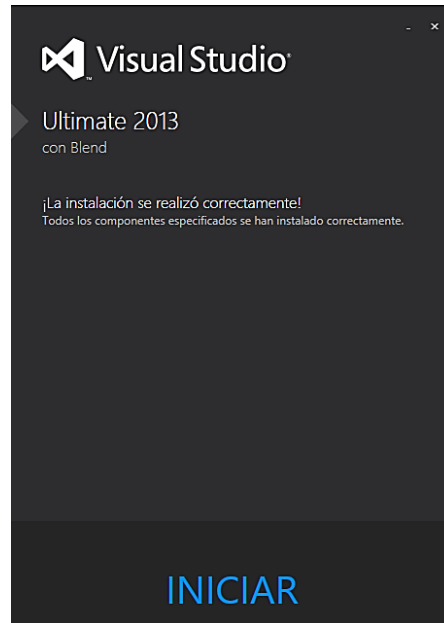 Visual Studio
Ultimate 2013
con Blend
¡La instalación se realizó correctamente!
Todos los componentes especificados se han instalado correctamente.
INICIAR